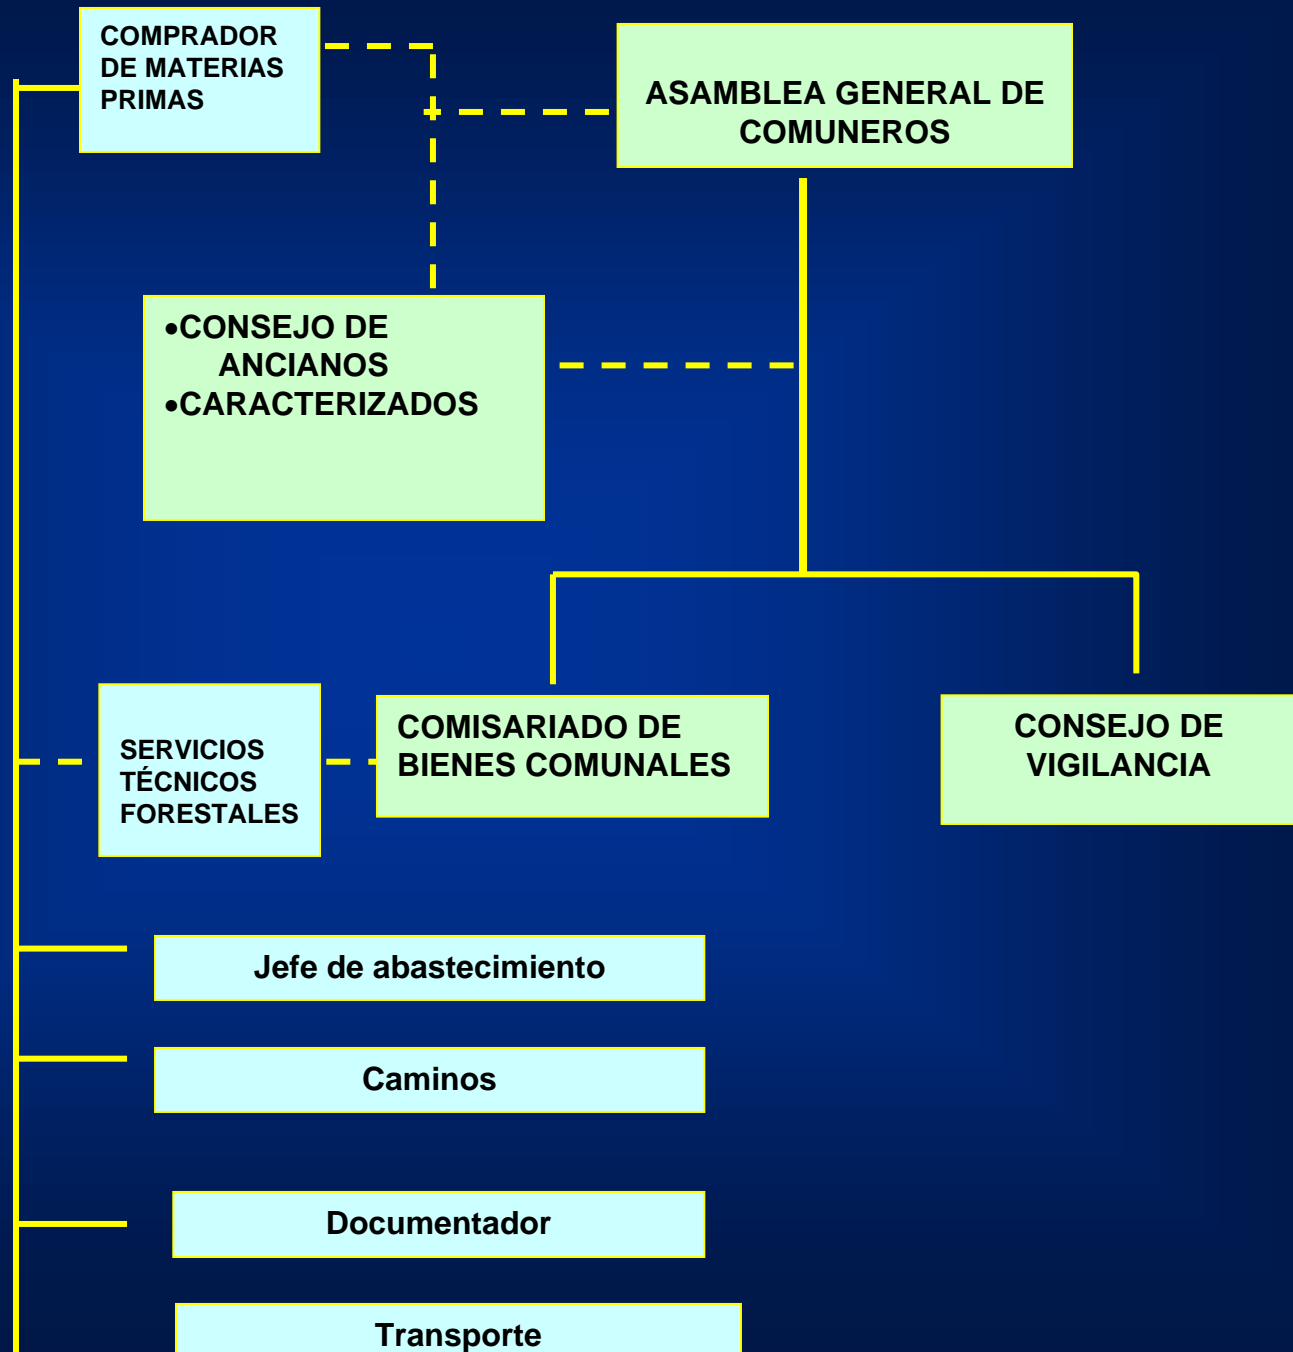 COMPRADOR
DE MATERIAS
PRIMAS
ASAMBLEA GENERAL DE
COMUNEROS
•CONSEJO DE
ANCIANOS
•CARACTERIZADOS
SERVICIOS
TÉCNICOS
FORESTALES
COMISARIADO DE
BIENES COMUNALES
CONSEJO DE
VIGILANCIA
Jefe de abastecimiento
Caminos
Documentador
Transporte